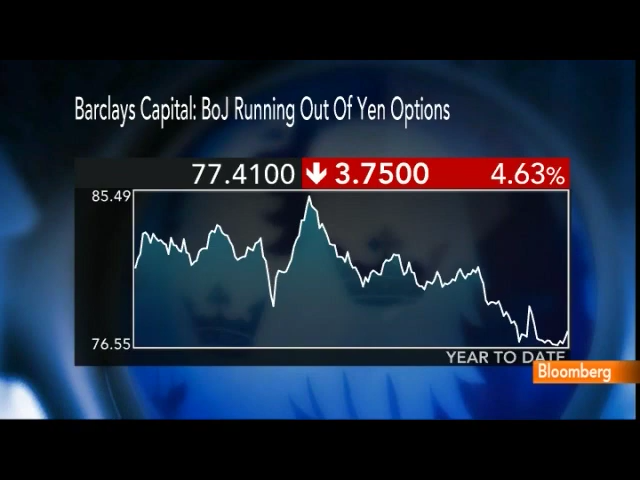 Barclays Capital: BoJ Running Out Of Yen Options
77.4100 3.7500 4.63%
85.49
76.55
YEAR TO DATE
Bloomberg